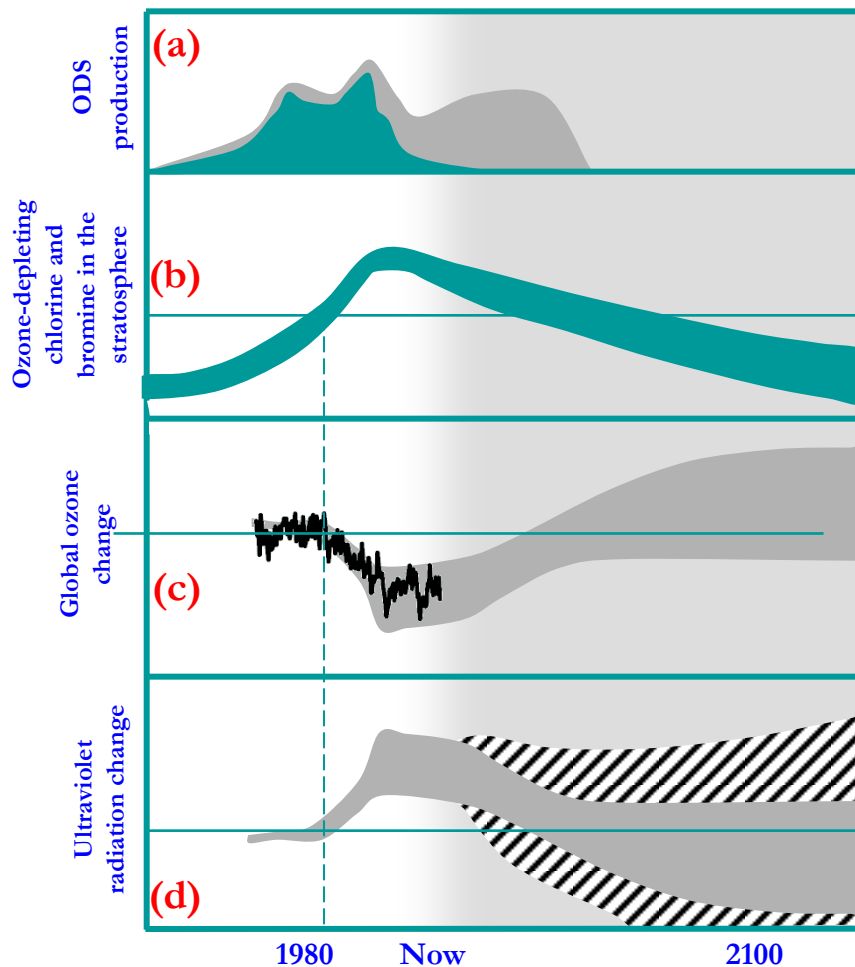 (a)
ODS
production
(b)
Ozone-depleting
chlorine and
bromine in the
stratosphere
(c)
Global ozone
change
(d)
Ultraviolet
radiation change
1980 Now 2100